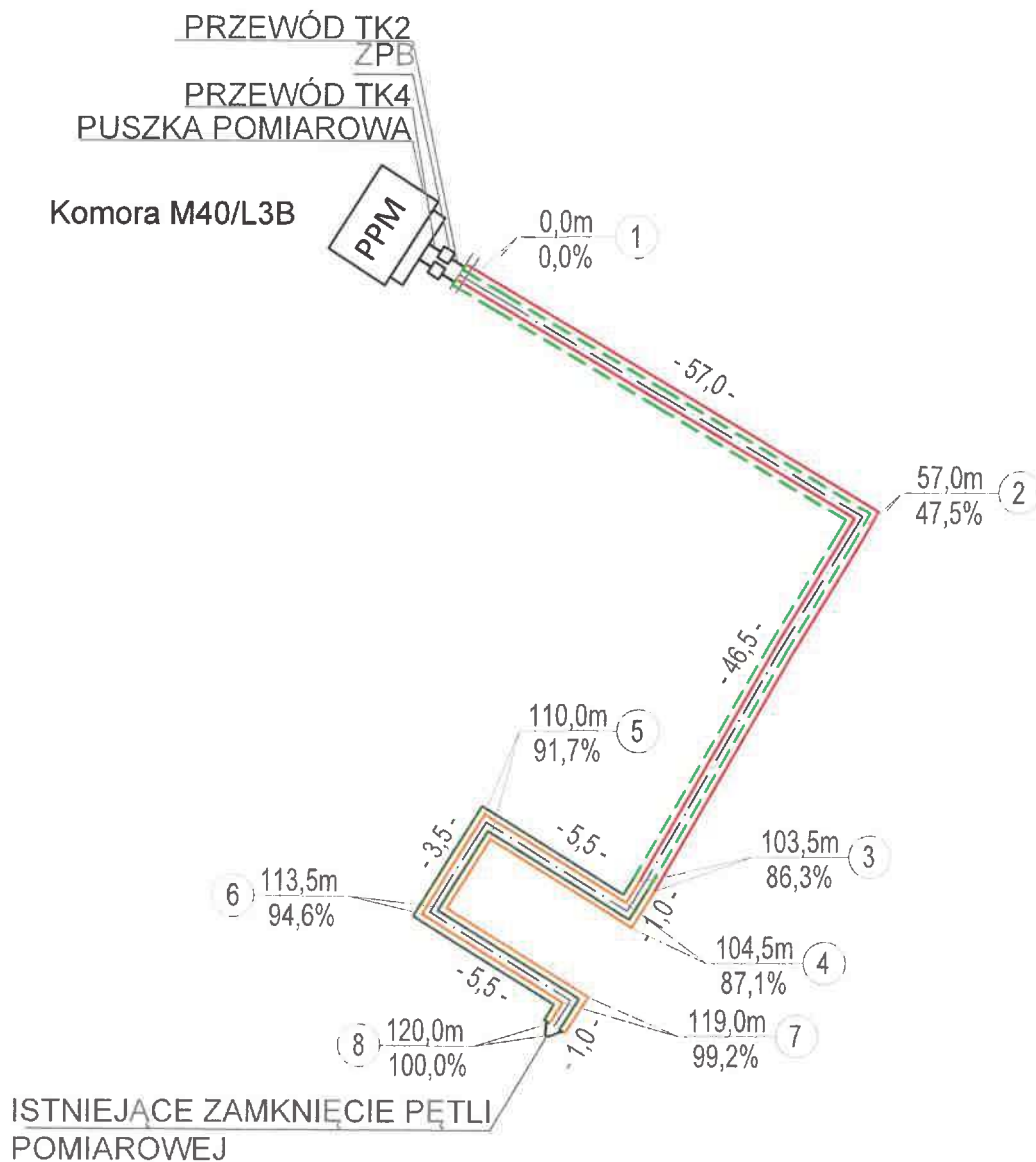 PRZEWÓD TK2
ZPB
PRZEWÓD TK4
PUSZKA POMIAROWA
Komora M40/L3B
PPM
0,0m
0,0%
1
- 57,0 -
57,0m
47,5%
2
- 46,5 -
110,0m
91,7%
5
- 3,5 -
- 5,5 -
103,5m
86,3%
3
6
113,5m
94,6%
- 1,0 -
104,5m
87,1%
4
- 5,5 -
119,0m
99,2%
7
8
120,0m
100,0%
- 1,0 -
ISTNIEJĄCE ZAMKNIĘCIE PĘTLI
POMIAROWEJ